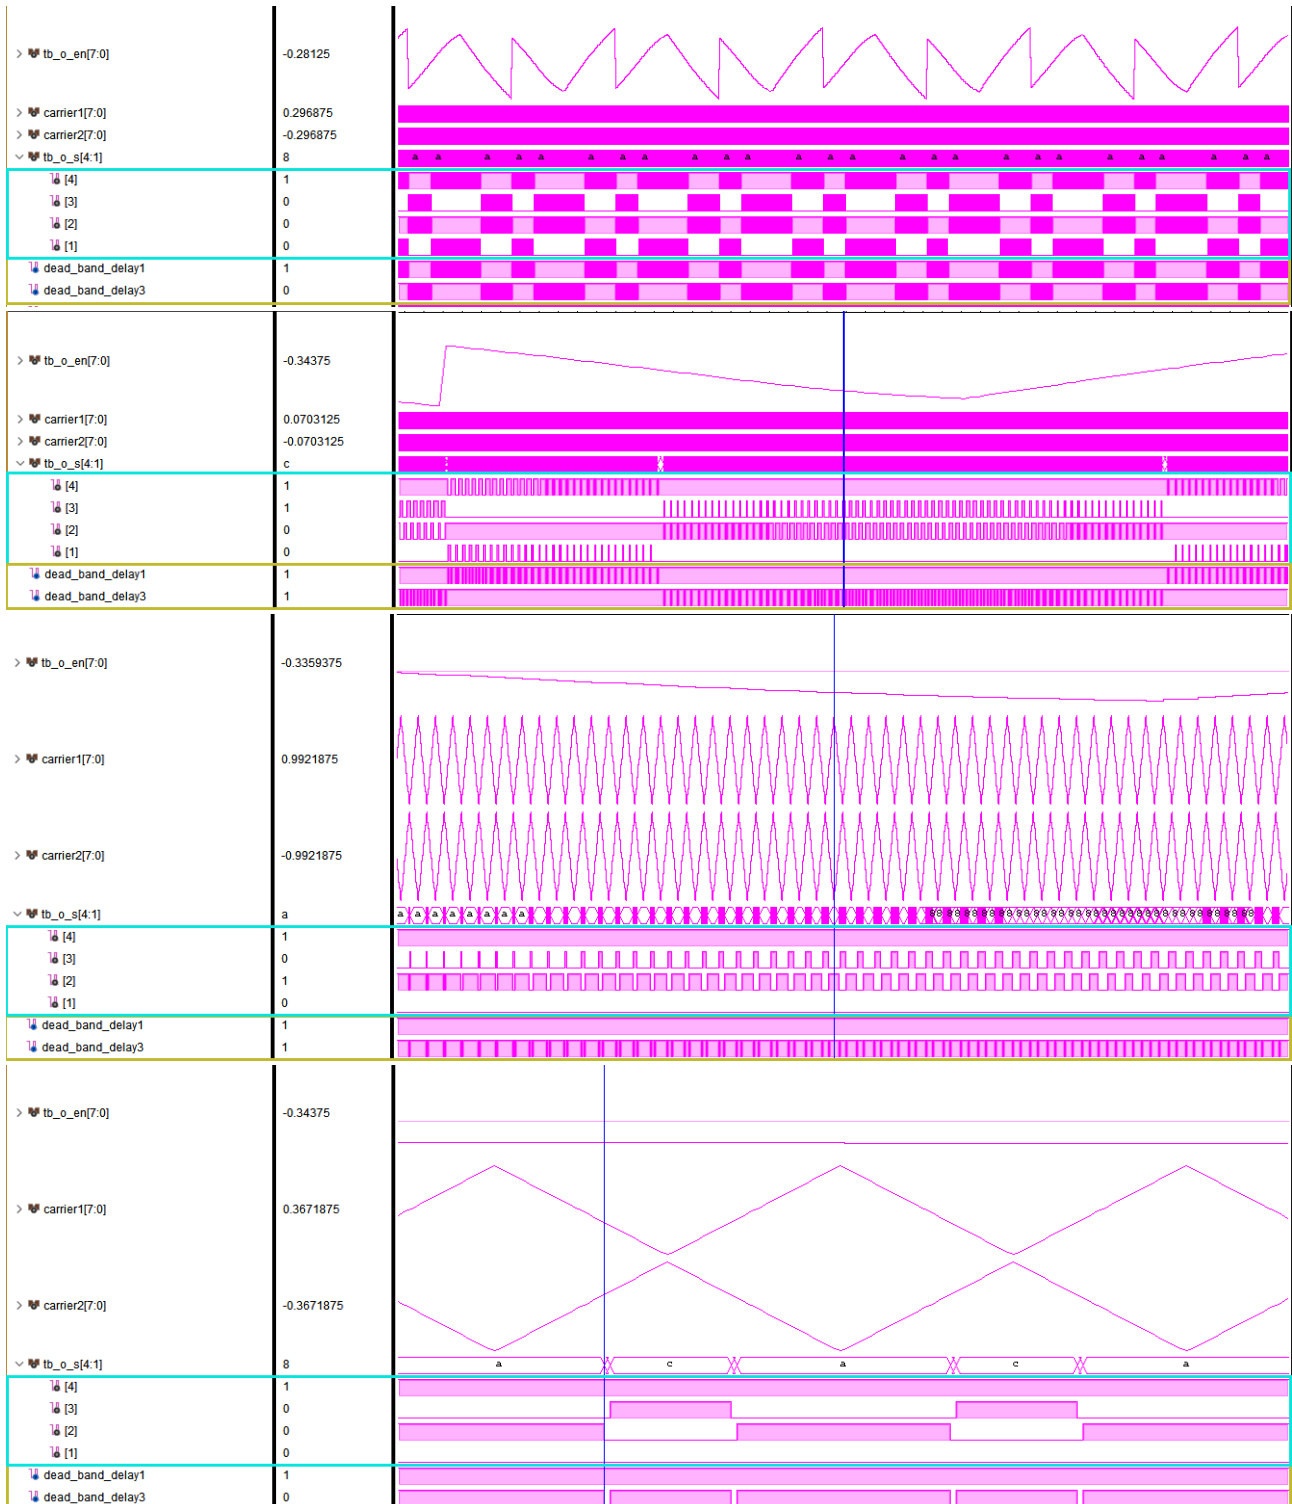 tb_o_en[7:0] -0.28125
carrier1[7:0] 0.296875
carrier2[7:0] -0.296875
tb_o_s[4:1] 8 a a a a a a a a a a a a a a a a a a a a a a a a a
[4] 1
[3] 0
[2] 0
[1] 0
dead_band_delay1 1
dead_band_delay3 0
tb_o_en[7:0] -0.34375
carrier1[7:0] 0.0703125
carrier2[7:0] -0.0703125
tb_o_s[4:1] c
[4] 1
[3] 1
[2] 0
[1] 0
dead_band_delay1 1
dead_band_delay3 1
tb_o_en[7:0] -0.3359375
carrier1[7:0] 0.9921875
carrier2[7:0] -0.9921875
tb_o_s[4:1] a a a a a a a a a
[4] 1
[3] 0
[2] 1
[1] 0
dead_band_delay1 1
dead_band_delay3 1
tb_o_en[7:0] -0.34375
carrier1[7:0] 0.3671875
carrier2[7:0] -0.3671875
tb_o_s[4:1] 8 a c a c a
[4] 1
[3] 0
[2] 0
[1] 0
dead_band_delay1 1
dead_band_delay3 0